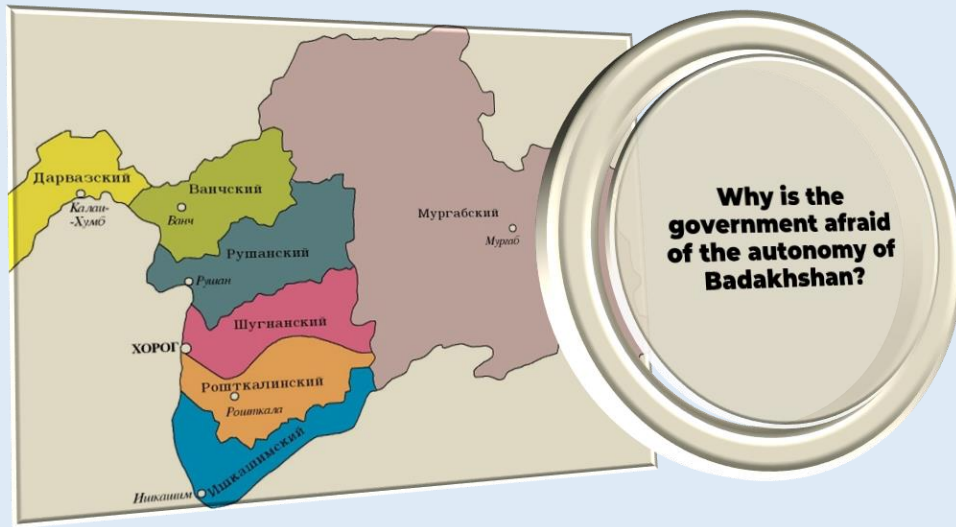 Дарвазский
Калаи-
-Хумб
Ванчский
Ванч
Рушанский
Рушан
Мургабский
Мургаб
Шугнанский
ХОРОГ
Рошткалинский
Рошткала
Ишкашимский
Ишкашим
Why is the
government afraid
of the autonomy of
Badakhshan?